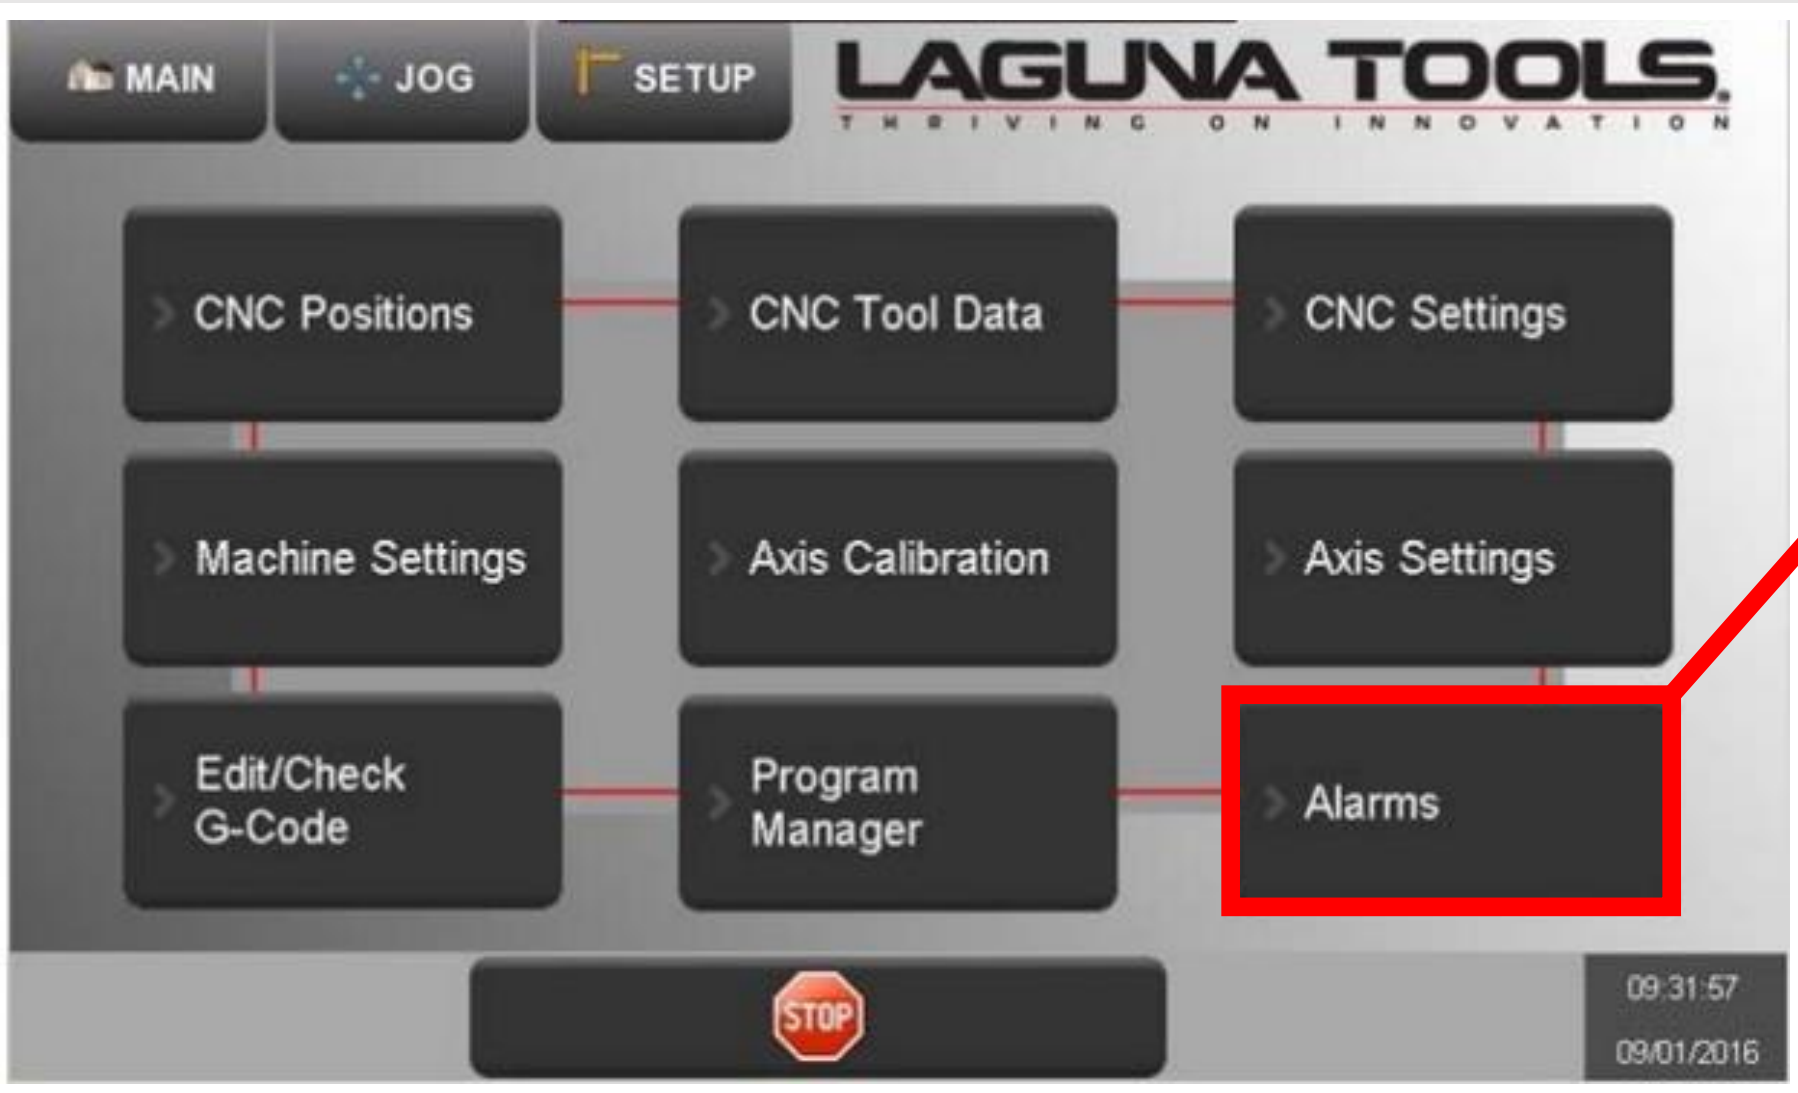 MAIN
JOG
SETUP
LAGUNA TOOLS.
THRIVING ON INNOVATION
CNC Positions
CNC Tool Data
CNC Settings
Machine Settings
Axis Calibration
Axis Settings
Edit/Check
G-Code
Program
Manager
Alarms
STOP
09:31:57
09/01/2016